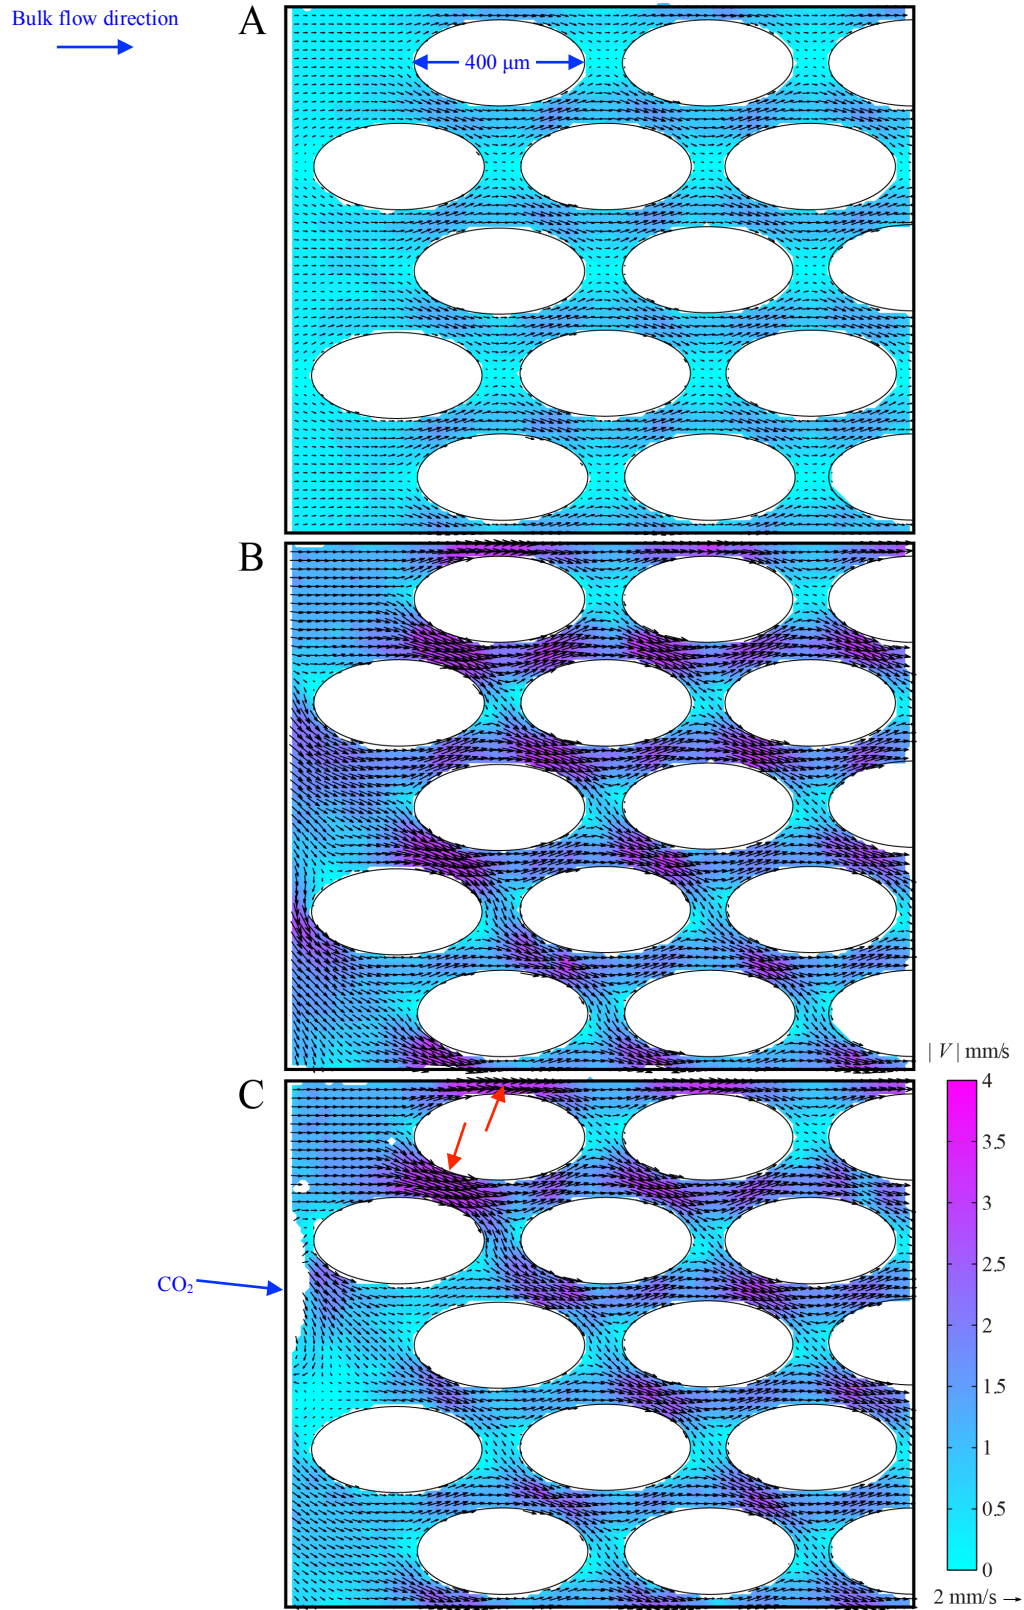 Bulk flow direction
A
400 μm
B
C
CO₂
| V | mm/s
4
3.5
3
2.5
2
1.5
1
0.5
0
2 mm/s